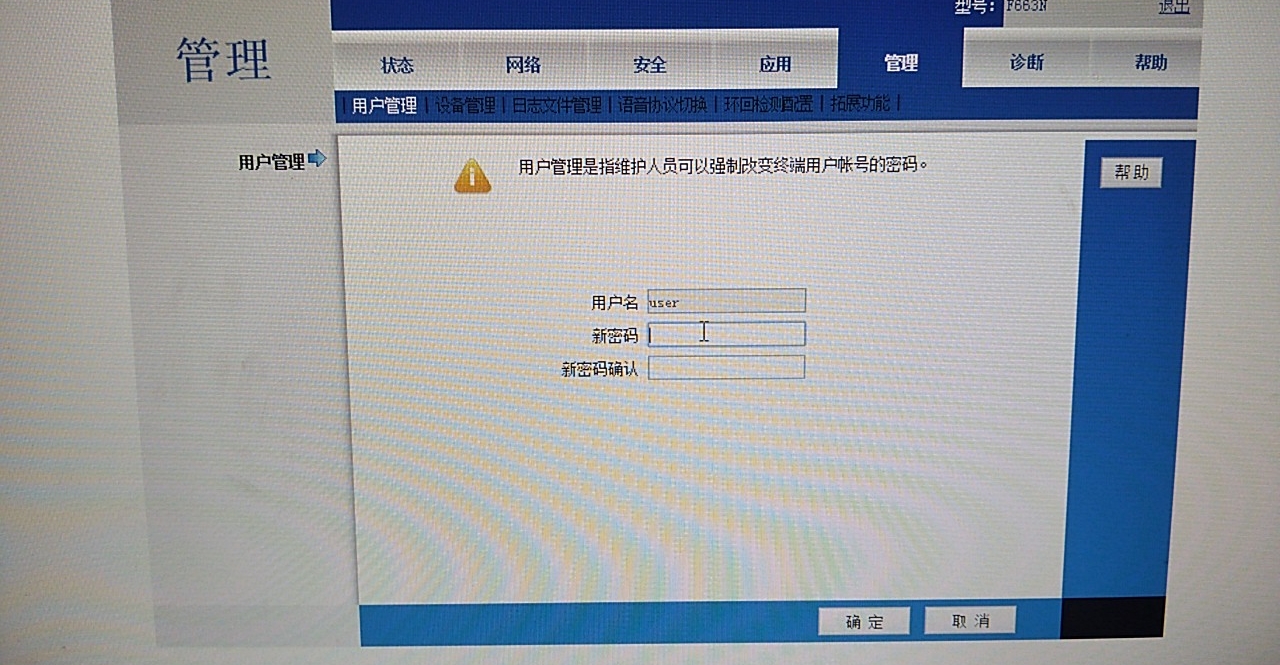 型号： F663N 退出
管理
状态 网络 安全 应用 管理 诊断 帮助
| 用户管理 | 设备管理 | 日志文件管理 | 语音协议切换 | 环回检测配置 | 拓展功能 |
用户管理
用户管理是指维护人员可以强制改变终端用户帐号的密码。
帮助
用户名 user
新密码
新密码确认
确定 取消